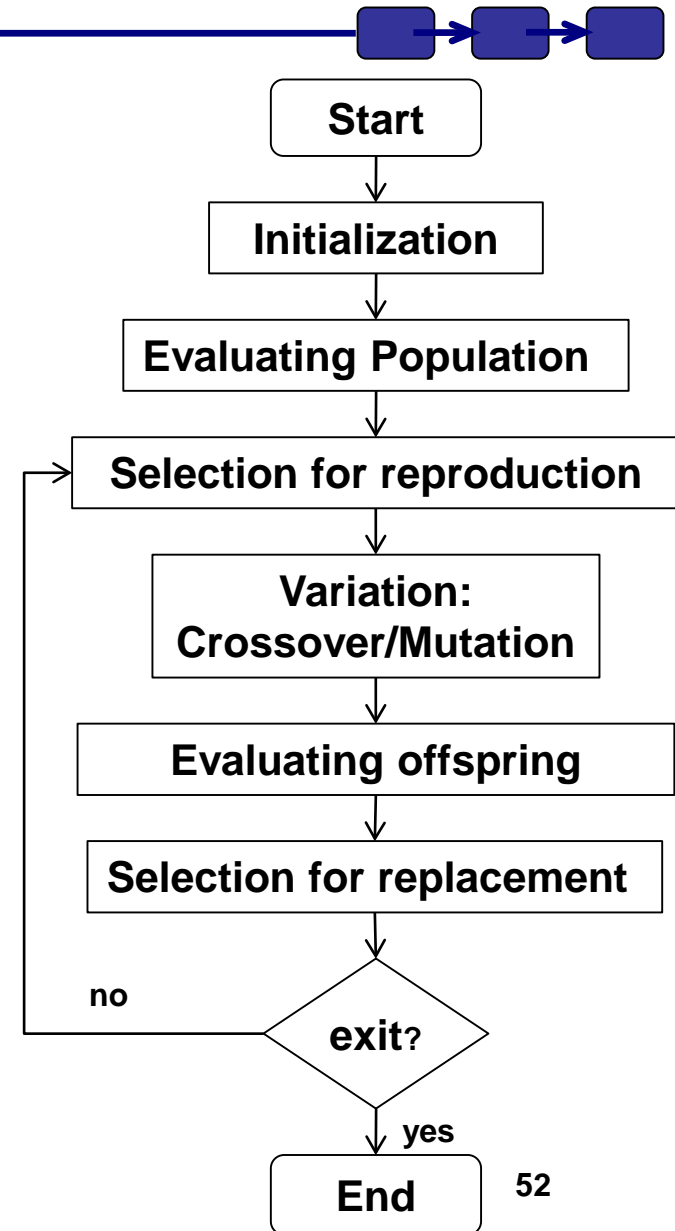 Start
Initialization
Evaluating Population
Selection for reproduction
Variation:
Crossover/Mutation
Evaluating offspring
Selection for replacement
no
exit?
yes
End
52